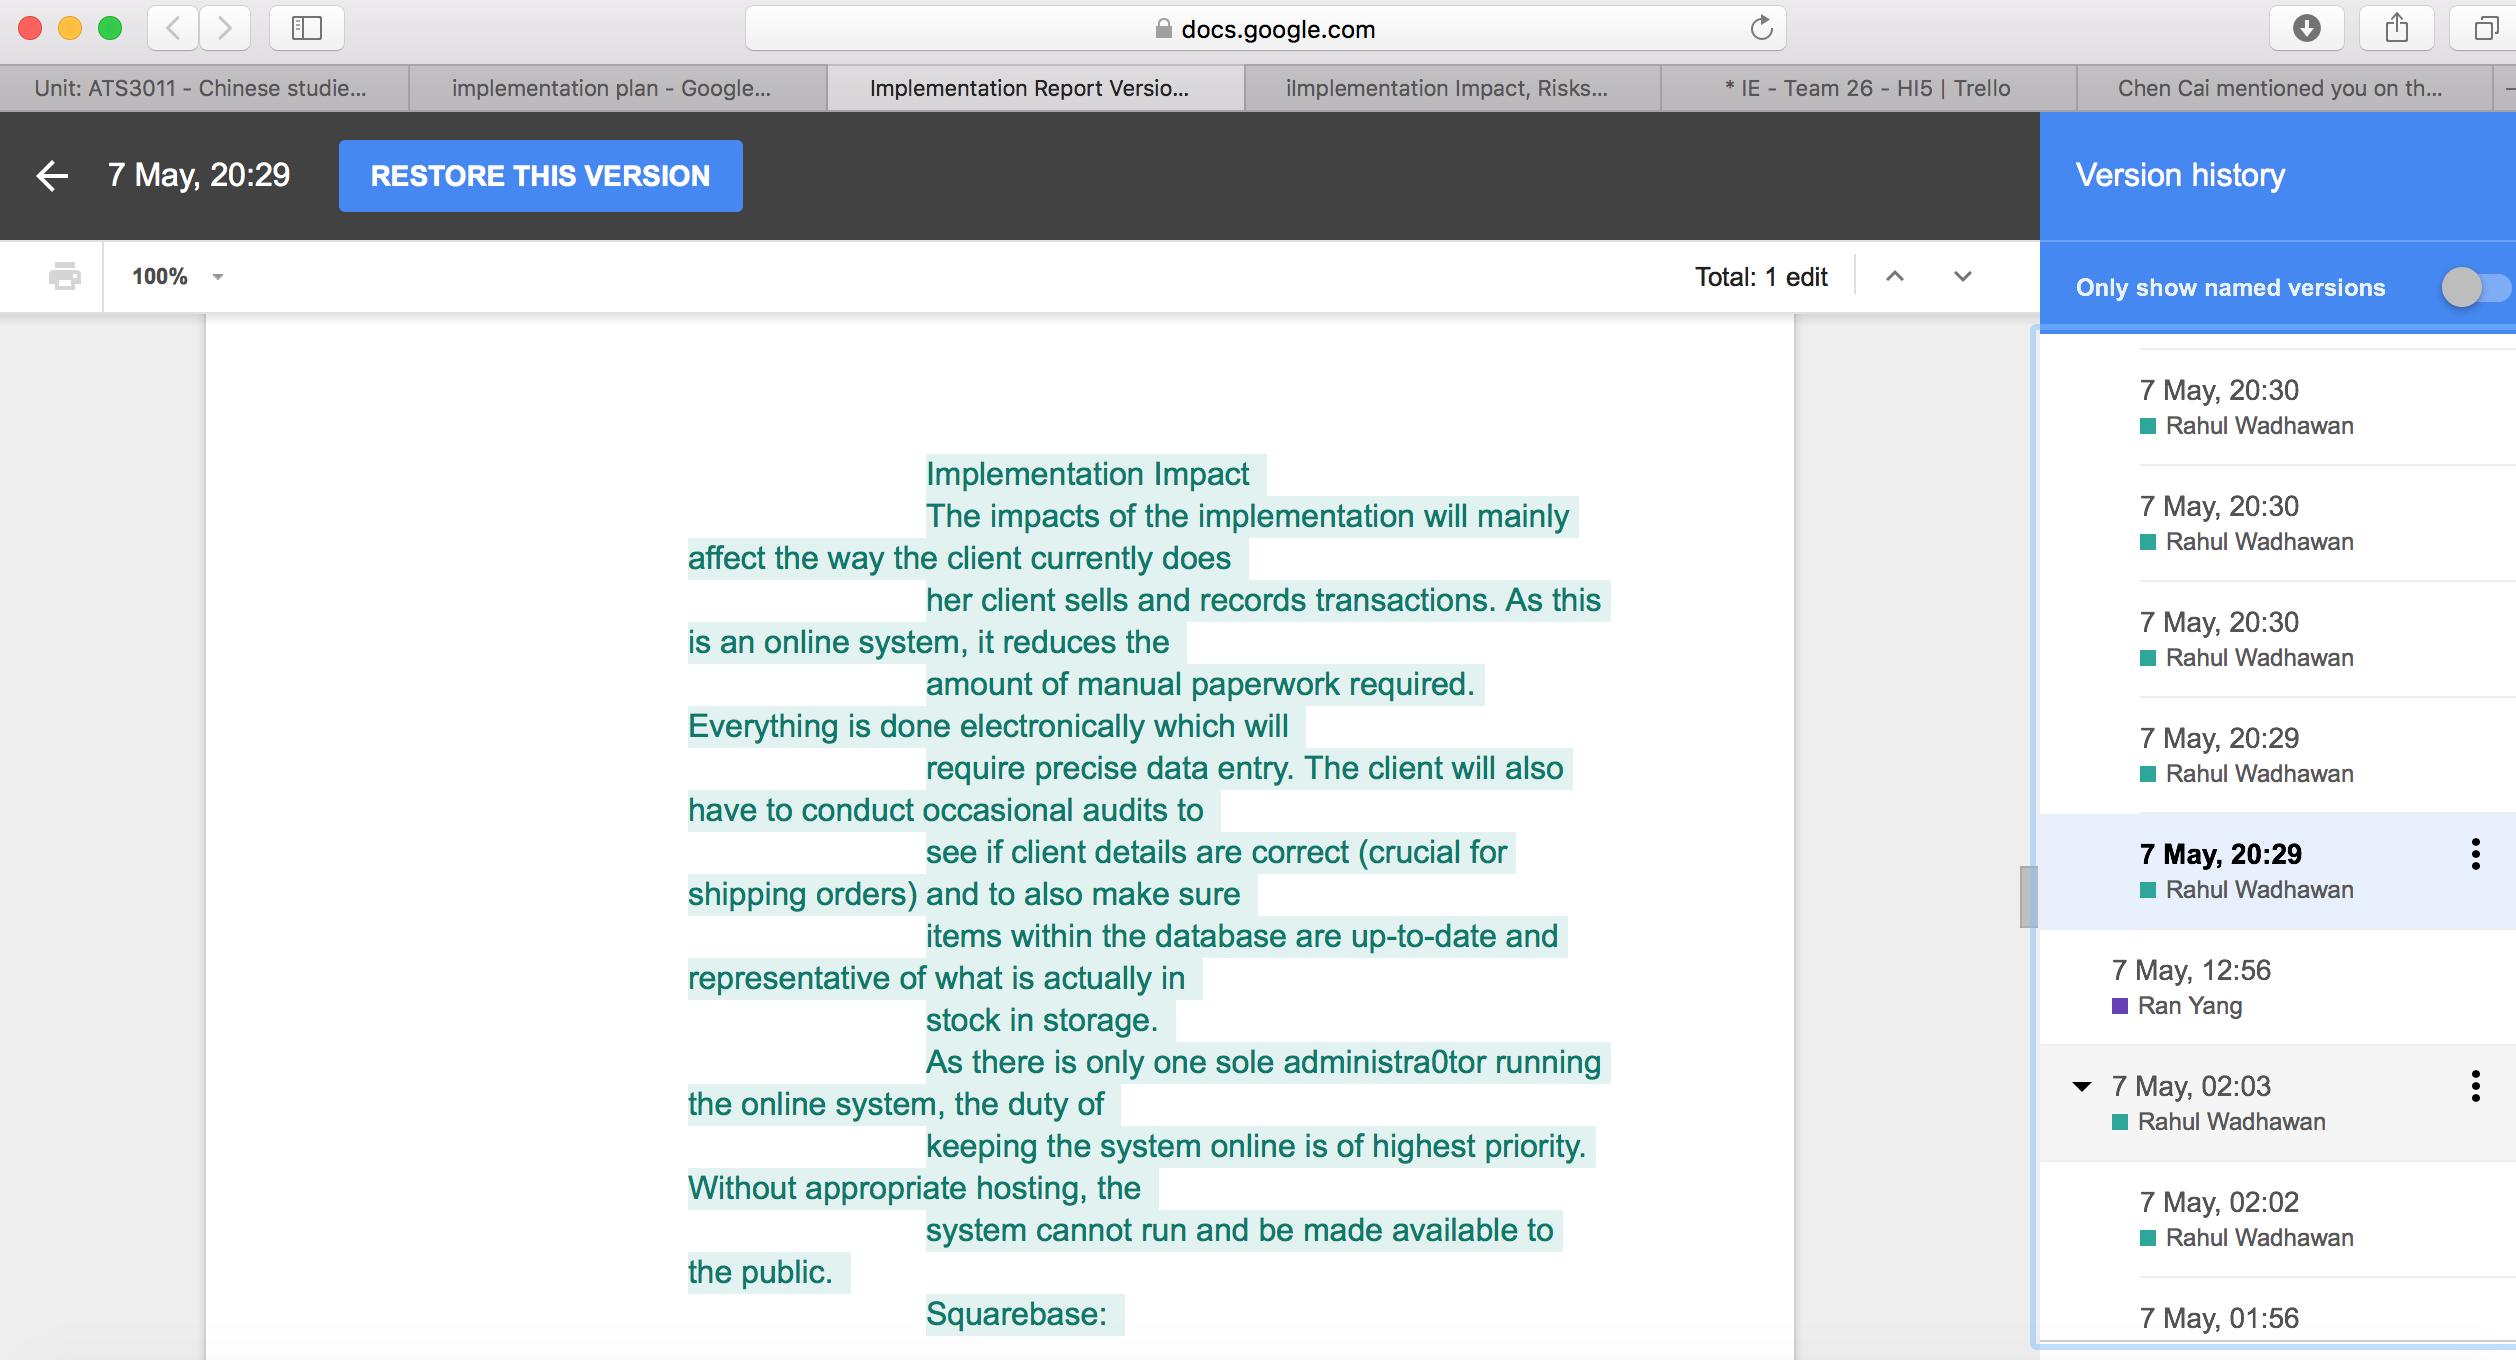 docs.google.com
Unit: ATS3011 - Chinese studie...
implementation plan - Google...
Implementation Report Versio...
iImplementation Impact, Risks...
* IE - Team 26 - HI5 | Trello
Chen Cai mentioned you on th...
7 May, 20:29
RESTORE THIS VERSION
Version history
100%
Total: 1 edit
Only show named versions
Implementation Impact
The impacts of the implementation will mainly
affect the way the client currently does
her client sells and records transactions. As this
is an online system, it reduces the
amount of manual paperwork required.
Everything is done electronically which will
require precise data entry. The client will also
have to conduct occasional audits to
see if client details are correct (crucial for
shipping orders) and to also make sure
items within the database are up-to-date and
representative of what is actually in
stock in storage.
As there is only one sole administra0tor running
the online system, the duty of
keeping the system online is of highest priority.
Without appropriate hosting, the
system cannot run and be made available to
the public.
Squarebase:
7 May, 20:30
Rahul Wadhawan
7 May, 20:30
Rahul Wadhawan
7 May, 20:30
Rahul Wadhawan
7 May, 20:29
Rahul Wadhawan
7 May, 20:29
Rahul Wadhawan
7 May, 12:56
Ran Yang
7 May, 02:03
Rahul Wadhawan
7 May, 02:02
Rahul Wadhawan
7 May, 01:56